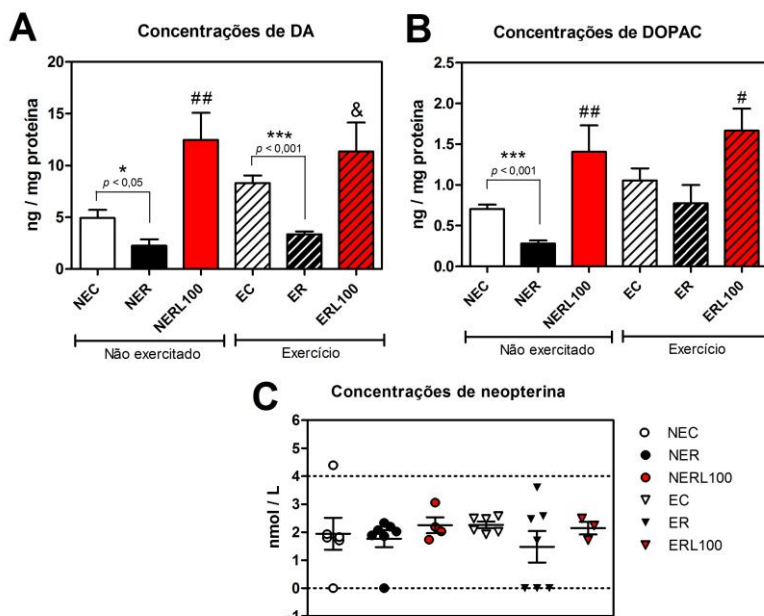 A
Concentrações de DA
ng / mg proteína
20
15
10
5
0
*
p < 0,05
##
***
p < 0,001
&
NEC
NER
NERL100
EC
ER
ERL100
Não exercitado
Exercício
B
Concentrações de DOPAC
ng / mg proteína
2.5
2.0
1.5
1.0
0.5
0.0
***
p < 0,001
##
#
NEC
NER
NERL100
EC
ER
ERL100
Não exercitado
Exercício
C
Concentrações de neopterina
nmol / L
6
5
4
3
2
1
0
1
NEC
NER
NERL100
EC
ER
ERL100